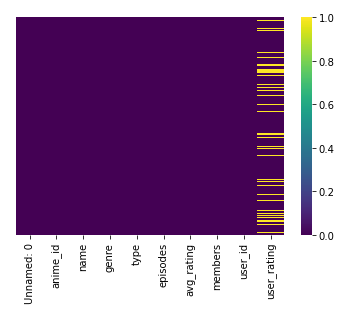 1.0
0.8
0.6
0.4
0.2
0.0
Unnamed: 0
anime_id
name
genre
type
episodes
avg_rating
members
user_id
user_rating